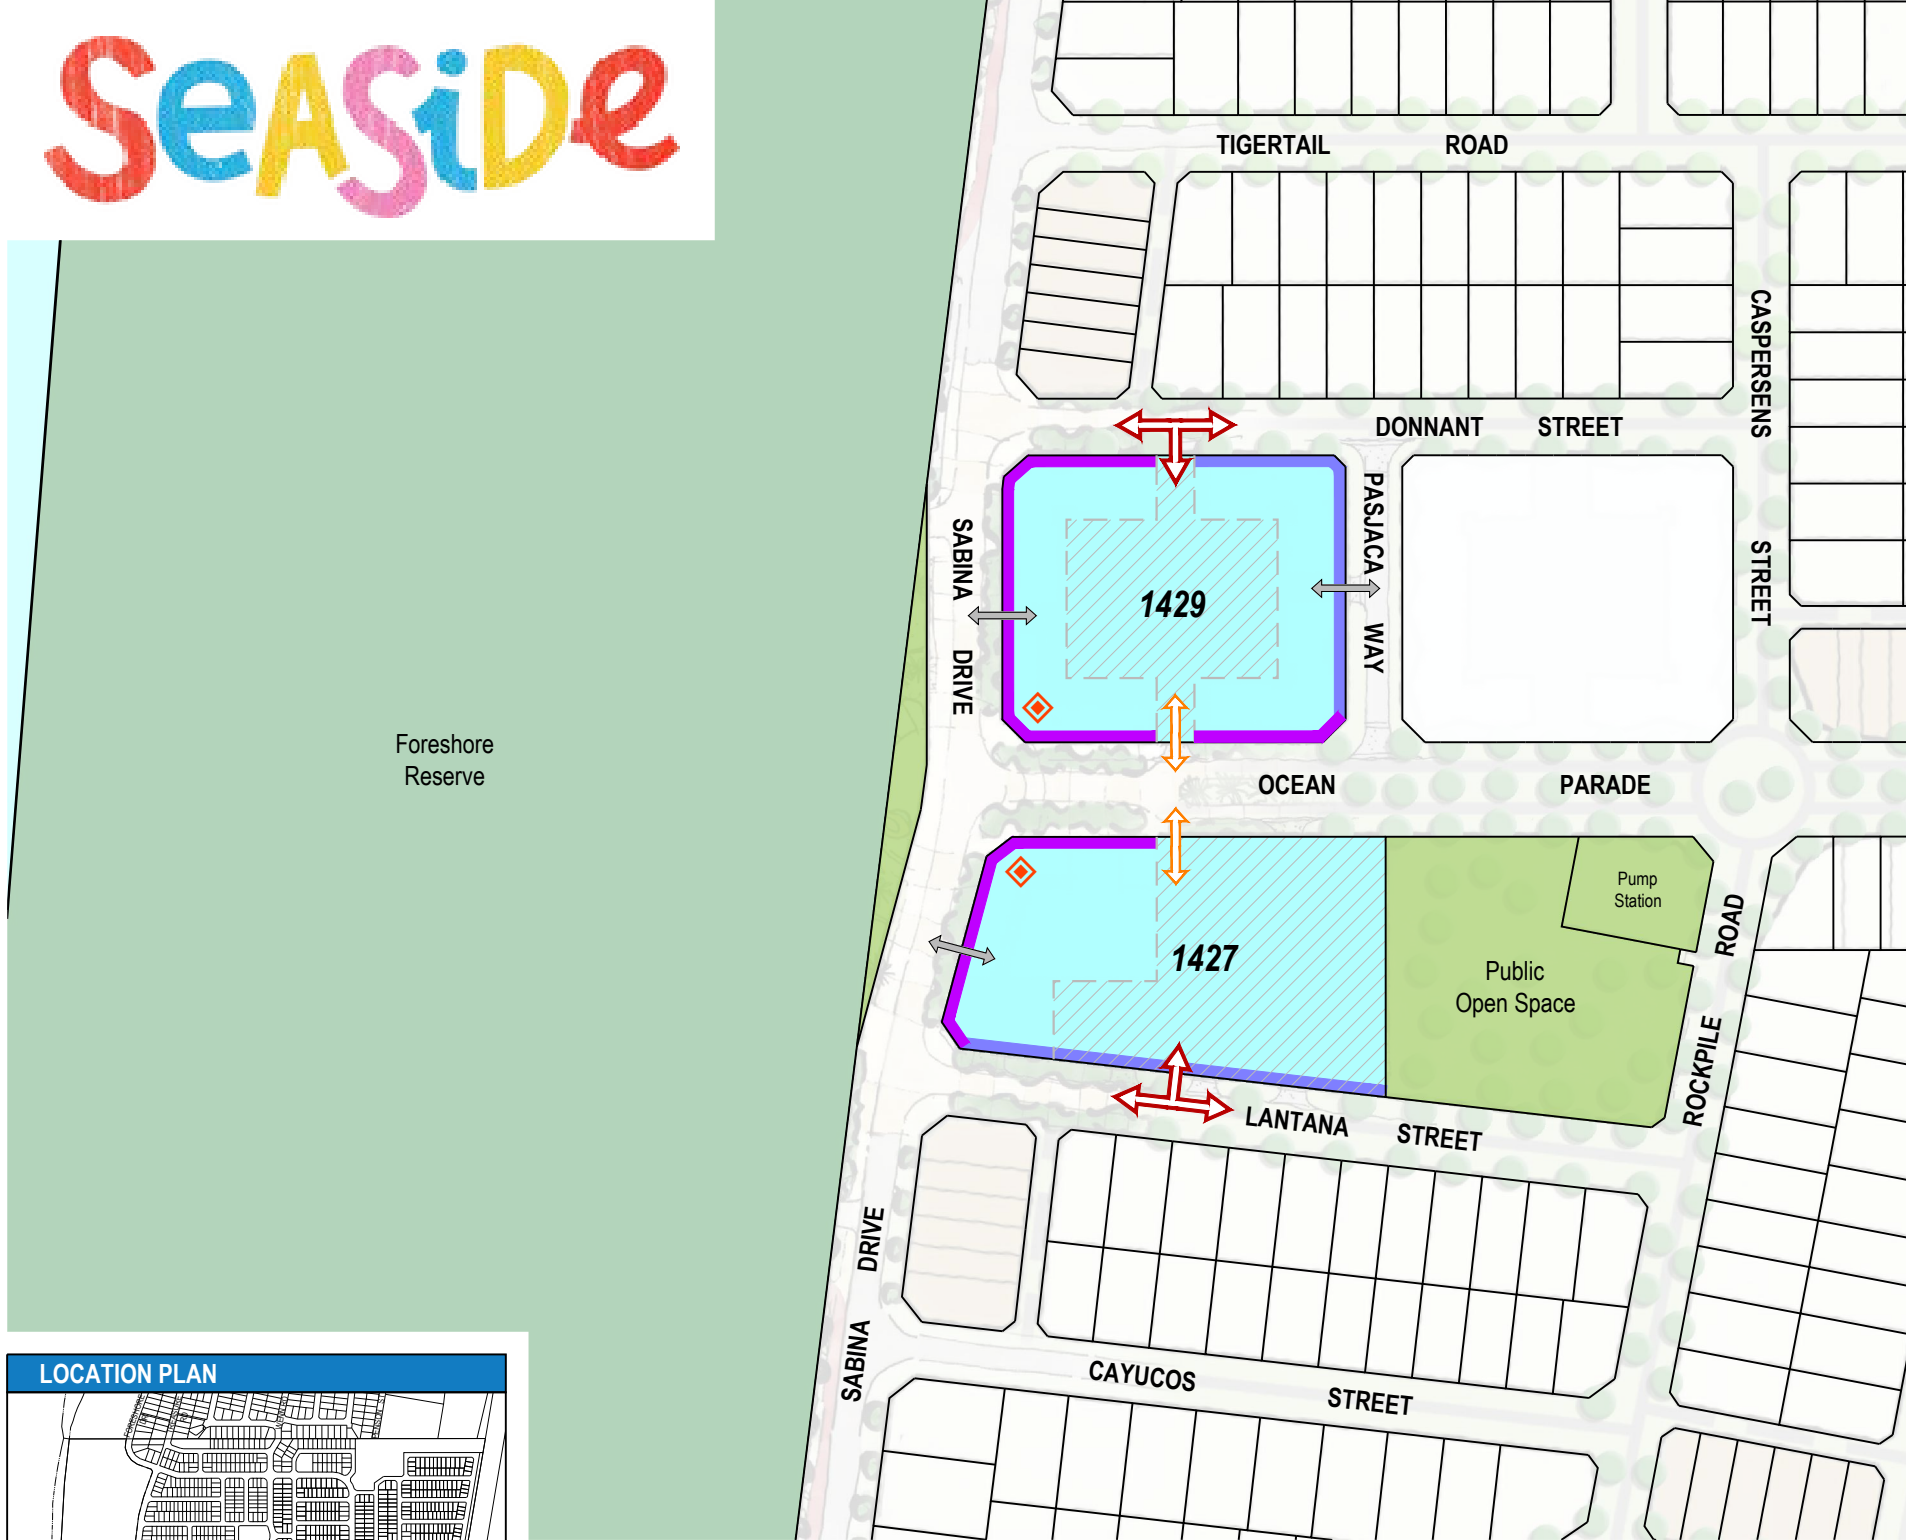 SeASiDe
TIGERTAIL ROAD
CASPERSENS STREET
DONNANT STREET
PASJACA WAY
SABINA DRIVE
1429
Foreshore
Reserve
OCEAN PARADE
Pump
Station
ROCKPILE ROAD
1427
Public
Open Space
LANTANA STREET
SABINA DRIVE
CAYUCOS STREET
LOCATION PLAN